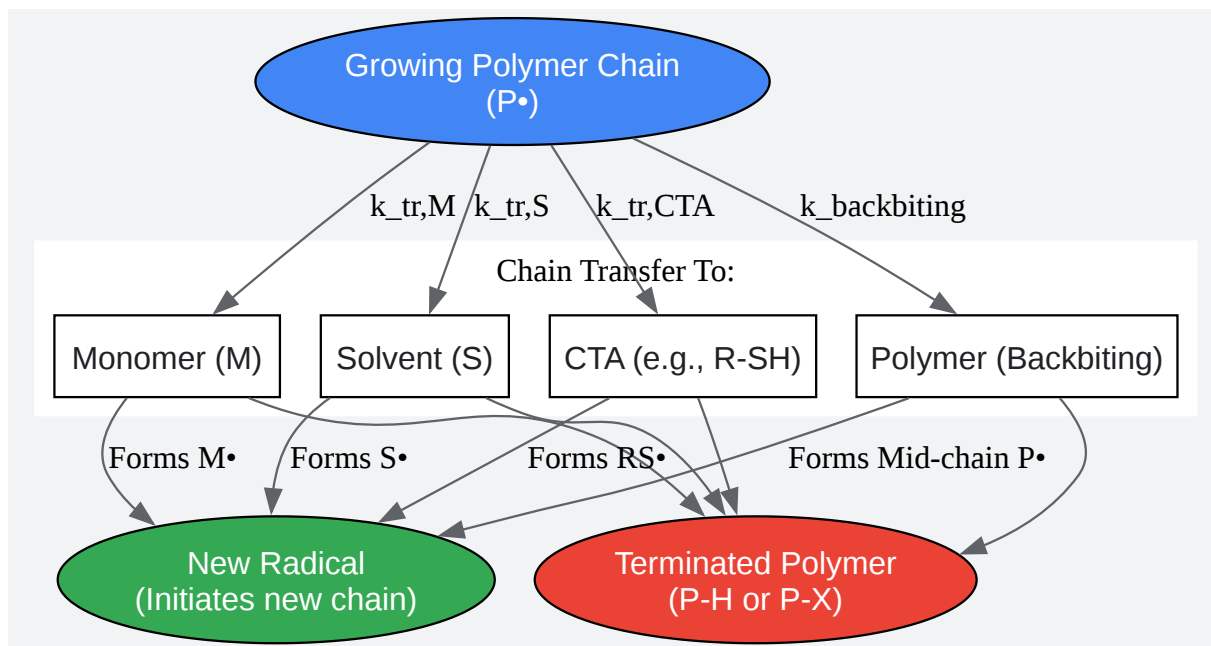 Growing Polymer Chain
(P•)
k_tr,M
k_tr,S
k_tr,CTA
k_backbiting
Chain Transfer To:
Monomer (M)
Solvent (S)
CTA (e.g., R-SH)
Polymer (Backbiting)
Forms M•
Forms S•
Forms RS•
Forms Mid-chain P•
New Radical
(Initiates new chain)
Terminated Polymer
(P-H or P-X)